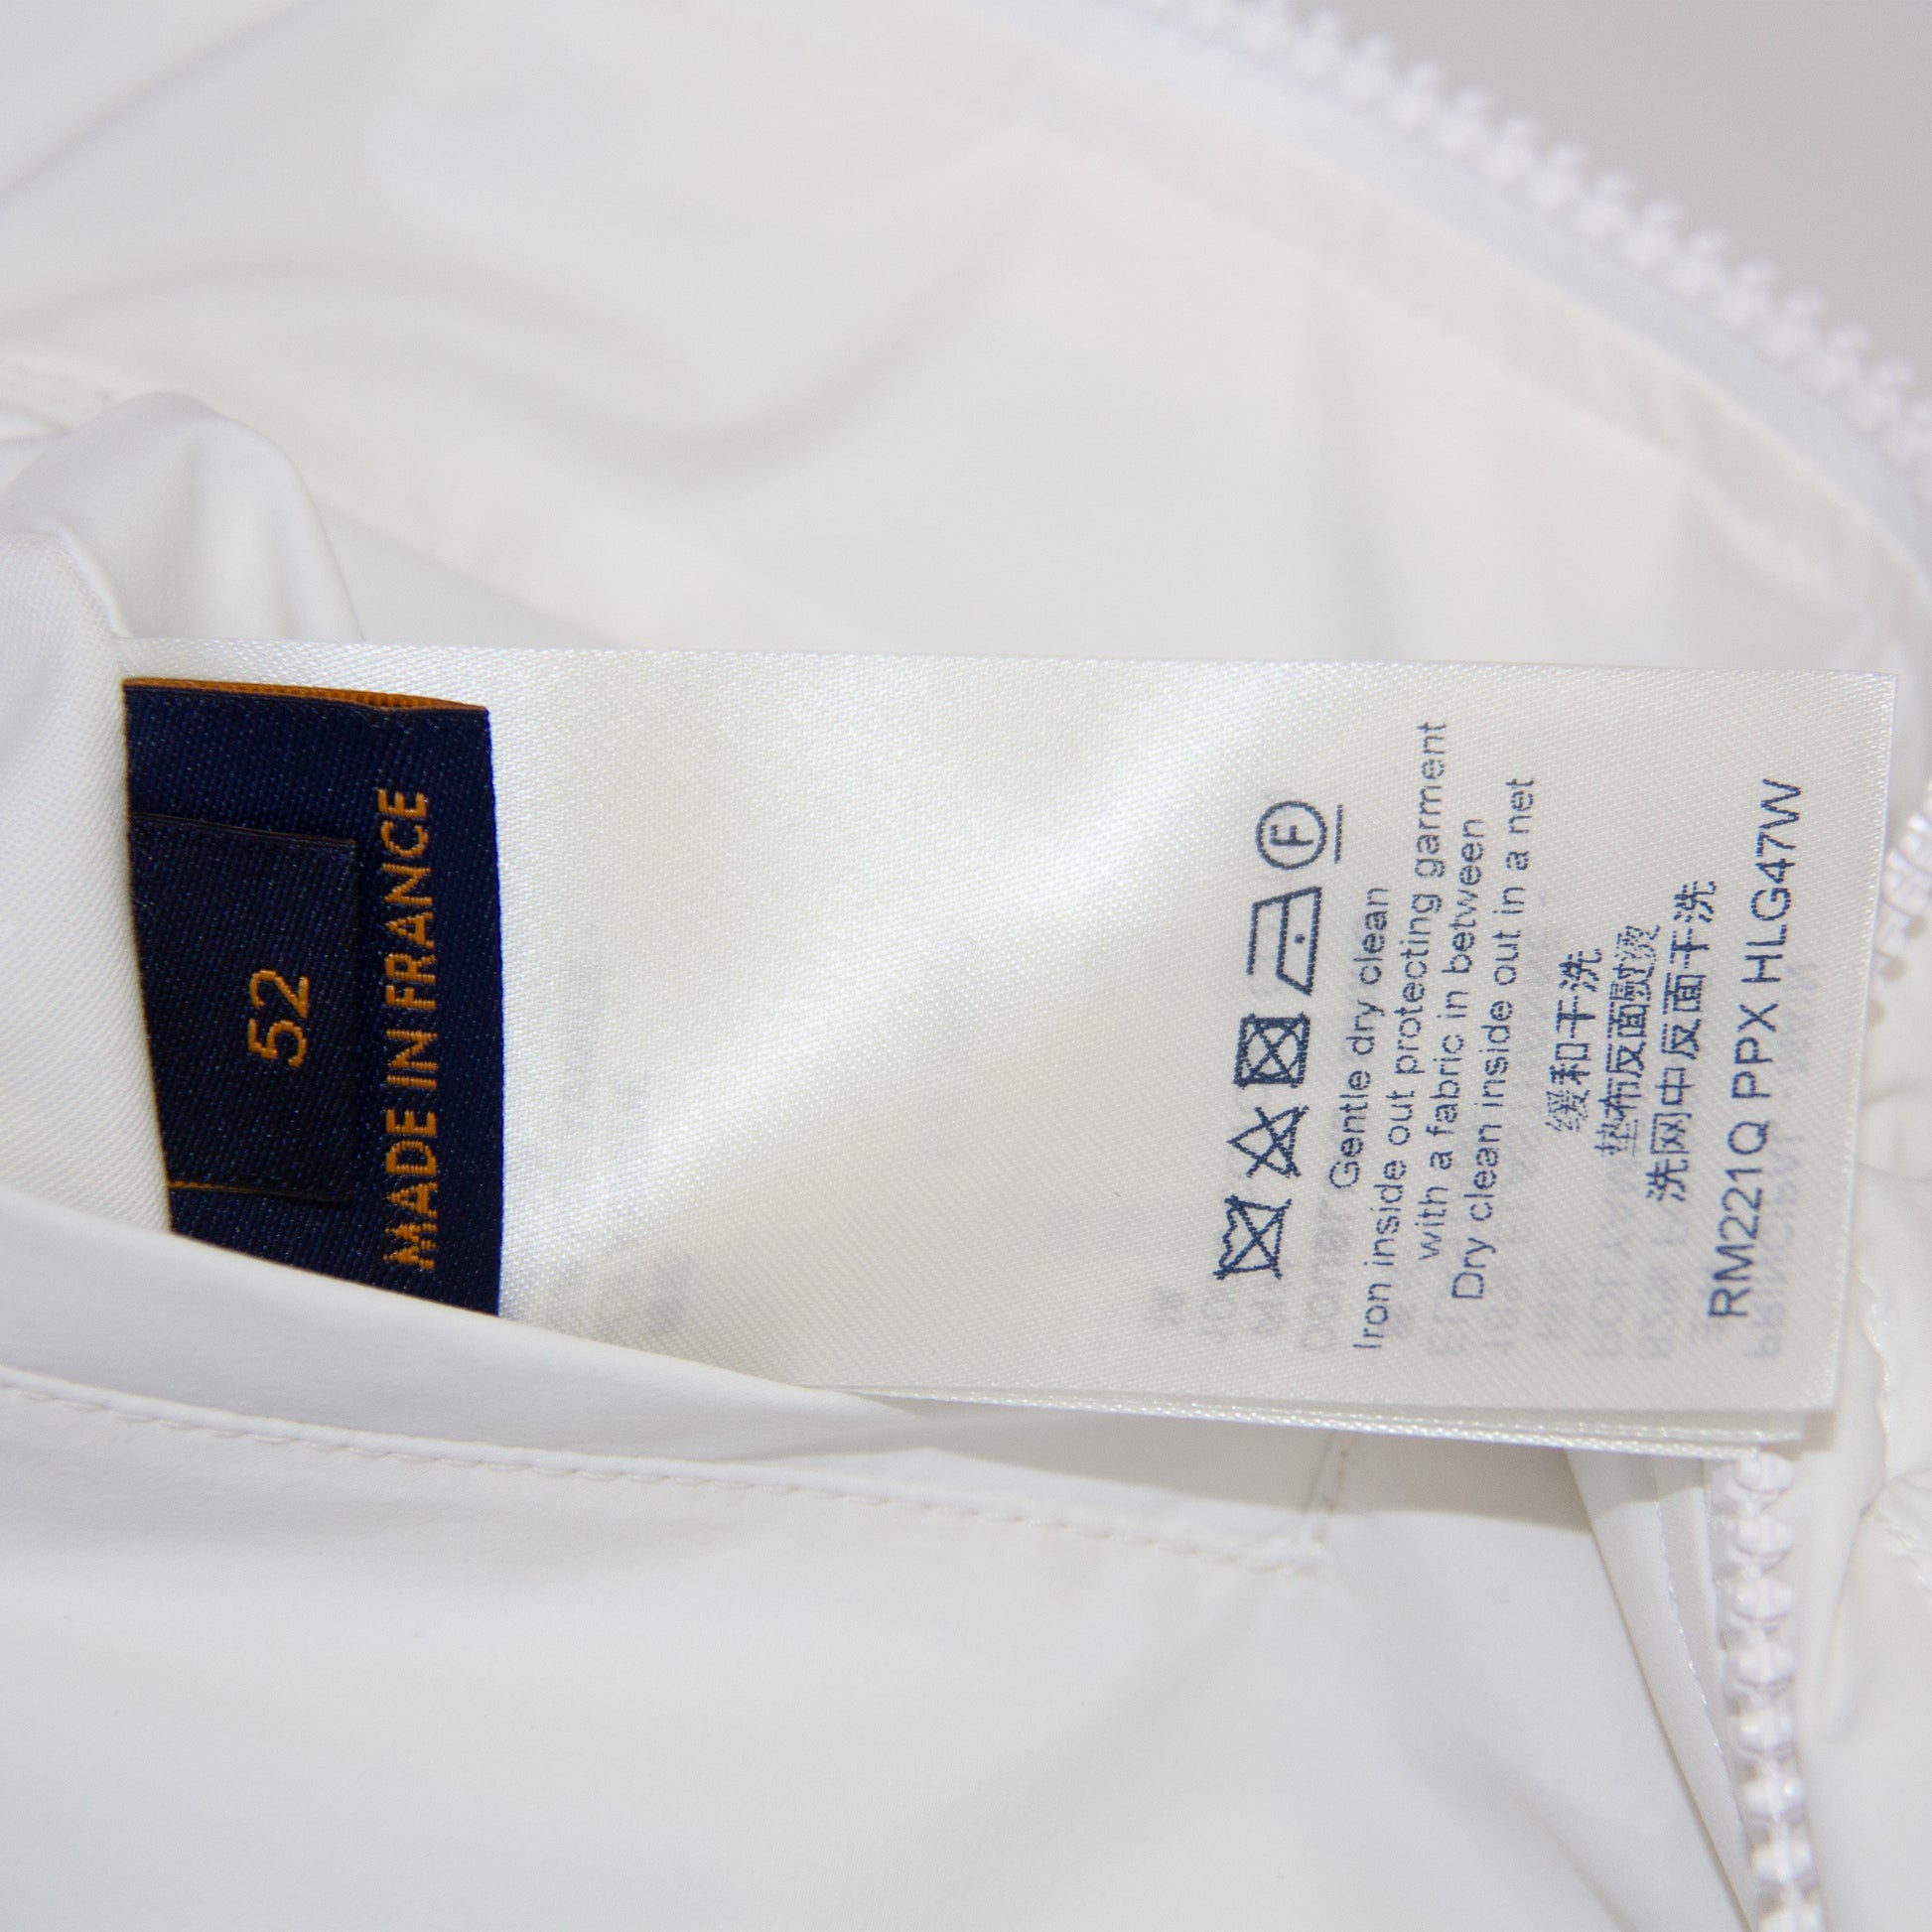 52
MADE IN FRANCE
F
Gentle dry clean
Iron inside out protecting garment
with a fabric in between
Dry clean inside out in a net
缓和干洗
垫布反面熨烫
洗网中反面干洗
RM221Q PPX HLG47W